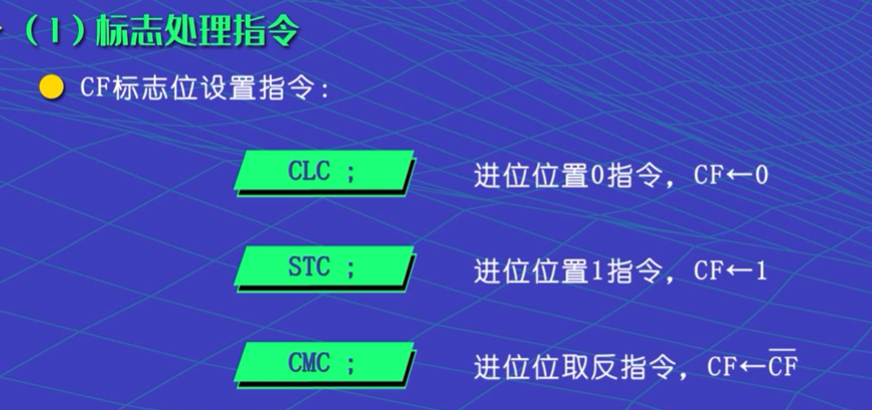 (1)标志处理指令
CF标志位设置指令:
CLC ; 进位位置0指令, CF←0
STC ; 进位位置1指令, CF←1
CMC ; 进位位取反指令, CF←C̅F̅